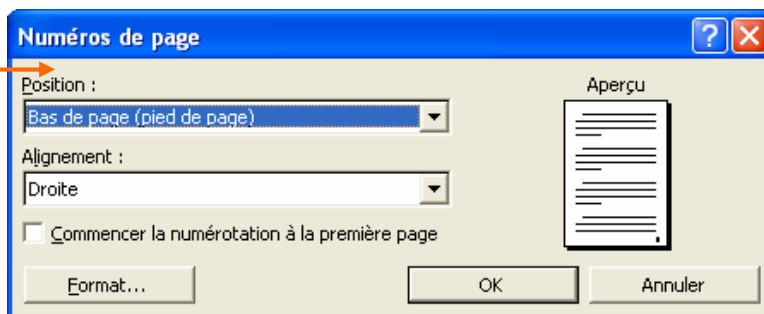 Numéros de page
Position :
Aperçu
Bas de page (pied de page)
Alignement :
Droite
Commencer la numérotation à la première page
Format...
OK
Annuler